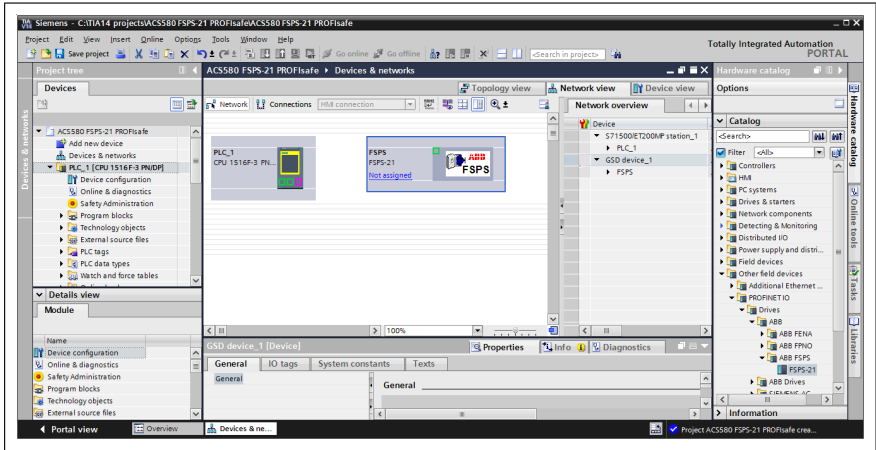 Siemens - C:\TIA14 projects\ACS580 FSPS-21 PROFIsafe\ACS580 FSPS-21 PROFIsafe
Project Edit View Insert Online Options Tools Window Help
Totally Integrated Automation
PORTAL
Save project
Go online
Go offline
<Search in project>
Project tree
ACS580 FSPS-21 PROFIsafe
Devices & networks
Hardware catalog
Devices
Topology view
Network view
Device view
Options
Network
Connections
HMI connection
Network overview
Catalog
<Search>
Filter
<All>
ACS580 FSPS-21 PROFIsafe
Add new device
Devices & networks
PLC_1 [CPU 1516F-3 PN/DP]
Device configuration
Online & diagnostics
Safety Administration
Program blocks
Technology objects
External source files
PLC tags
PLC data types
Watch and force tables
PLC_1
CPU 1516F-3 PN...
FSPS
FSPS-21
Not assigned
ABB
FSPS
Device
S71500/ET200MP station_1
PLC_1
GSD device_1
FSPS
Controllers
HMI
PC systems
Drives & starters
Network components
Detecting & Monitoring
Distributed I/O
Power supply and distri...
Field devices
Other field devices
Additional Ethernet ...
PROFINET IO
Drives
ABB
ABB FENA
ABB FPNO
ABB FSPS
FSPS-21
ABB Drives
Information
Devices & networks
Hardware catalog
Online tools
Tasks
Libraries
100%
Details view
Module
Name
Device configuration
Online & diagnostics
Safety Administration
Program blocks
Technology objects
External source files
GSD device_1 [Device]
Properties
Info
Diagnostics
General
IO tags
System constants
Texts
General
General
Portal view
Overview
Devices & ne...
Project ACS580 FSPS-21 PROFIsafe crea...